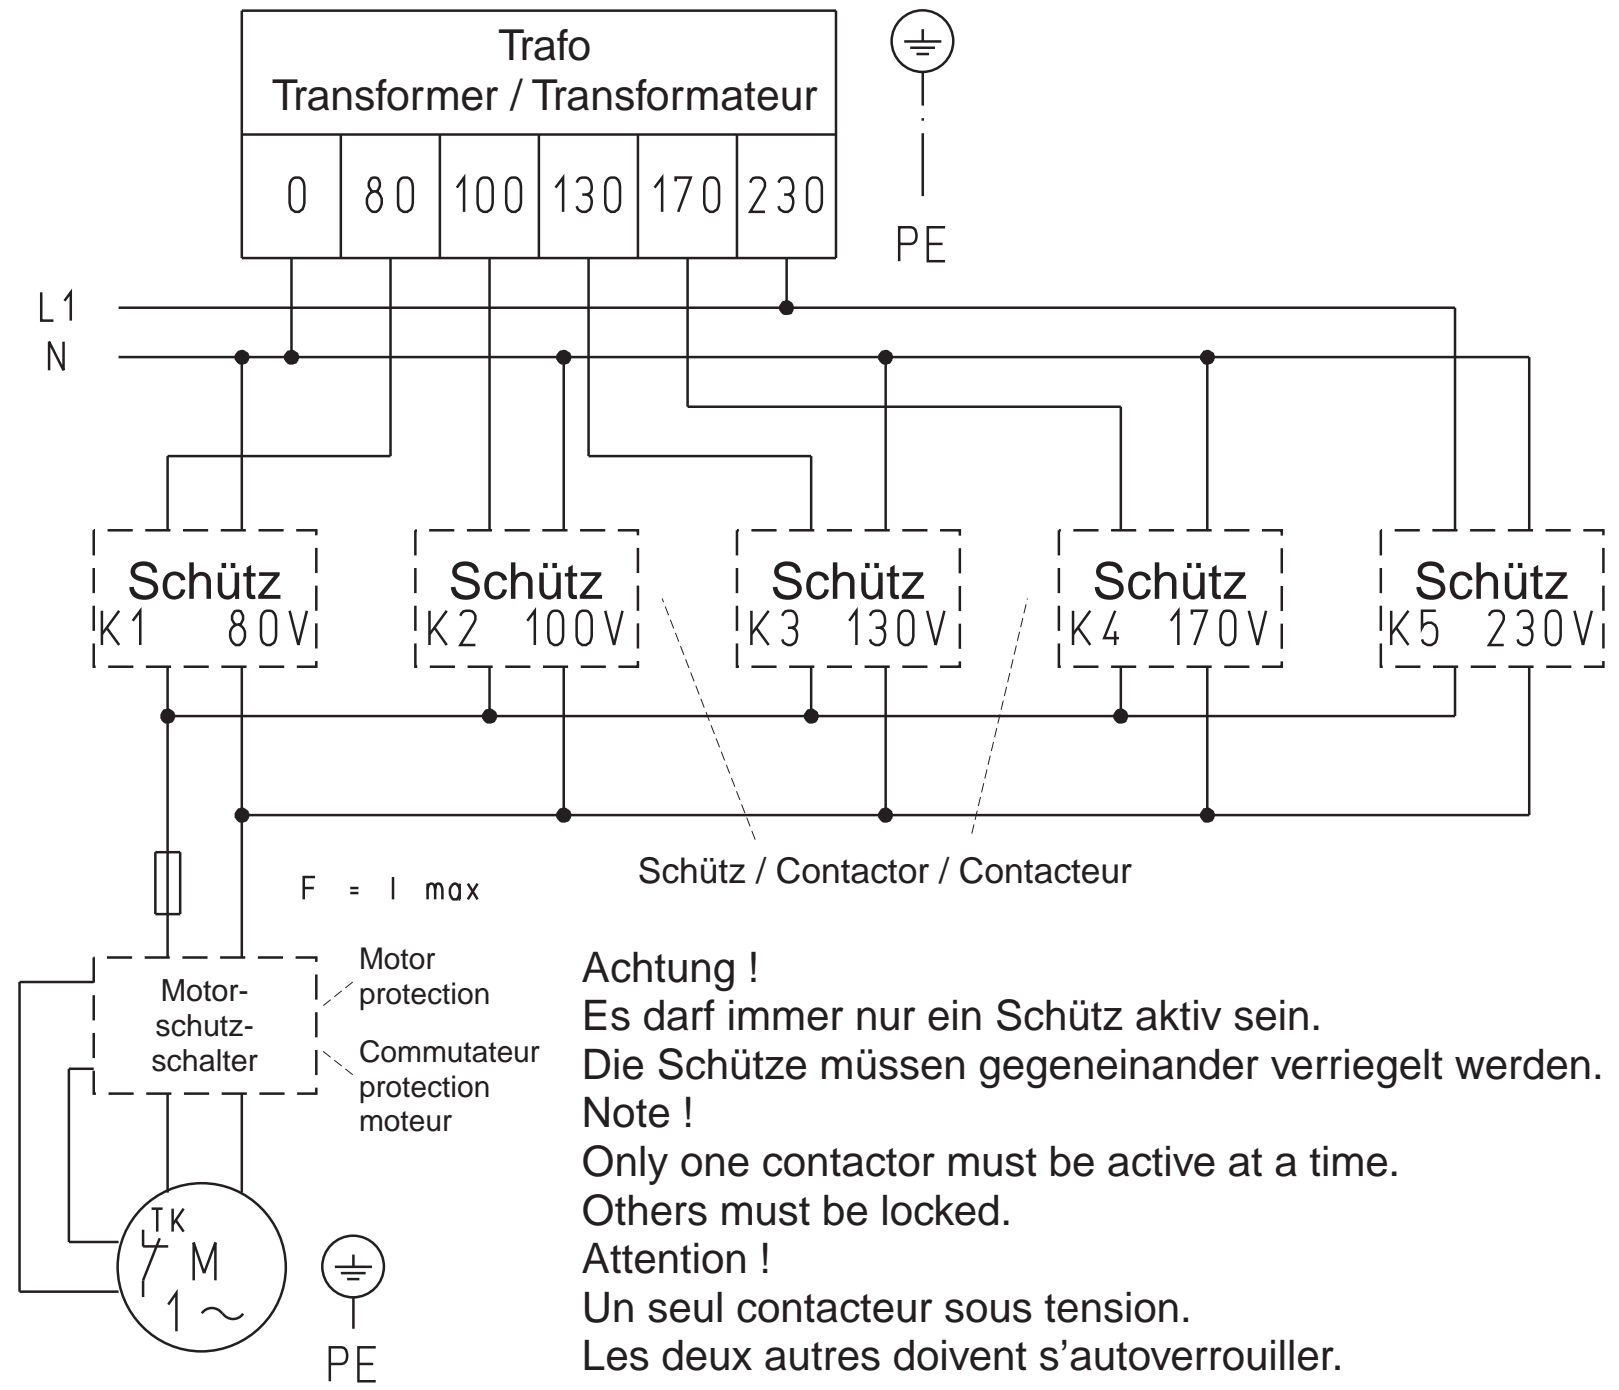 Trafo
Transformer / Transformateur
0 80 100 130 170 230
PE
L1
N
Schütz
K1 80V
Schütz
K2 100V
Schütz
K3 130V
Schütz
K4 170V
Schütz
K5 230V
Schütz / Contactor / Contacteur
F = I max
Motor-
schutz-
schalter
Motor
protection
Commutateur
protection
moteur
TK
M
1 ~
PE
Achtung !
Es darf immer nur ein Schütz aktiv sein.
Die Schütze müssen gegeneinander verriegelt werden.
Note !
Only one contactor must be active at a time.
Others must be locked.
Attention !
Un seul contacteur sous tension.
Les deux autres doivent s’autoverrouiller.